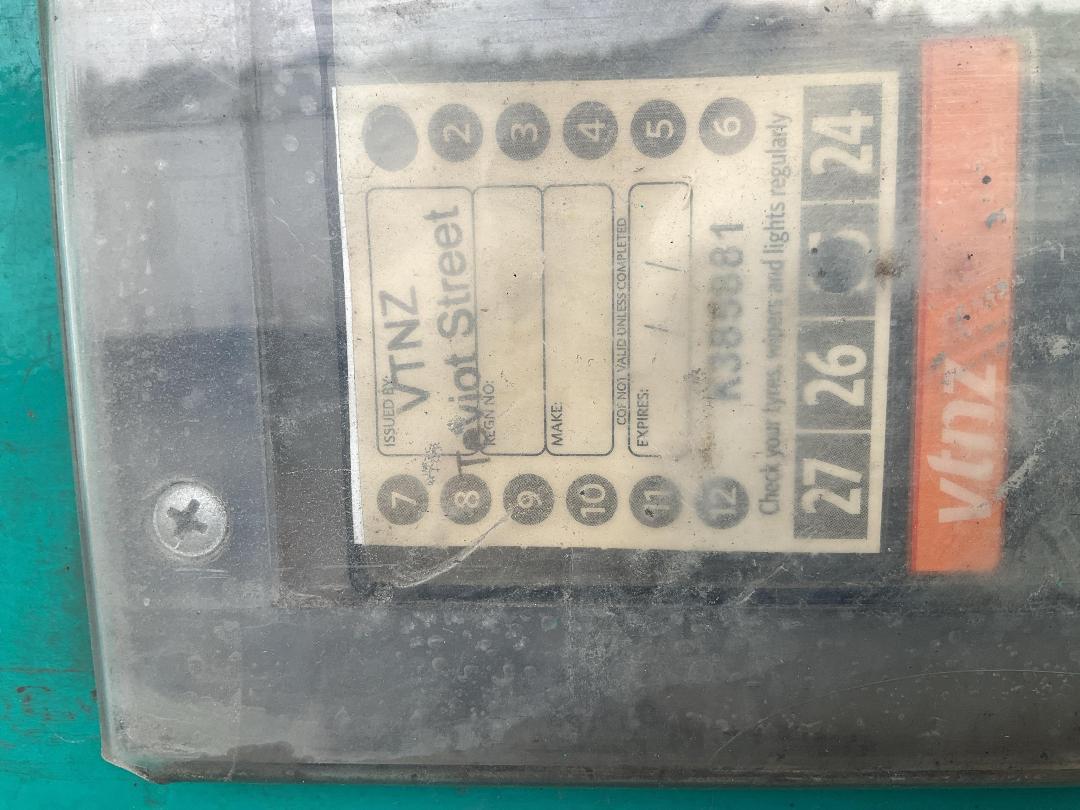 7 8 9 10 11 12
ISSUED BY:
VTNZ
Teviot Street
REGN NO:
MAKE:
COF NOT VALID UNLESS COMPLETED
EXPIRES: / /
2 3 4 5 6
Check your tyres, wipers and lights regularly
27 26 24
vtnz